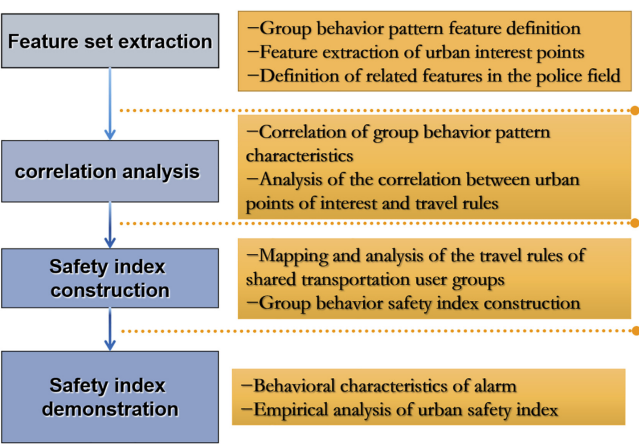 Feature set extraction
−Group behavior pattern feature definition
−Feature extraction of urban interest points
−Definition of related features in the police field
correlation analysis
−Correlation of group behavior pattern
characteristics
−Analysis of the correlation between urban
points of interest and travel rules
Safety index
construction
−Mapping and analysis of the travel rules of
shared transportation user groups
−Group behavior safety index construction
Safety index
demonstration
−Behavioral characteristics of alarm
−Empirical analysis of urban safety index